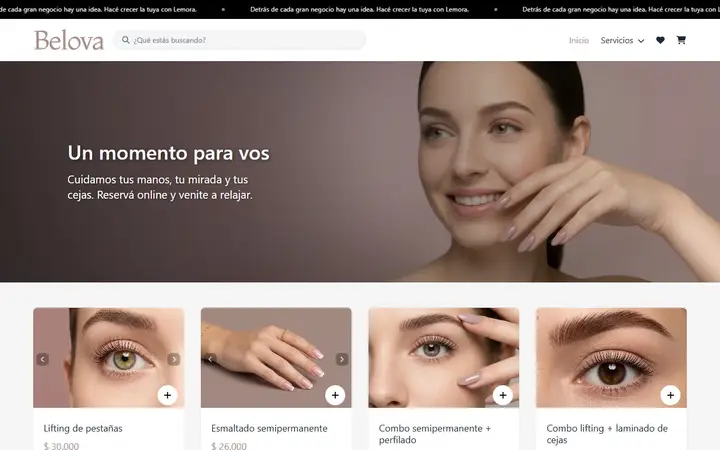 de cada gran negocio hay una idea. Hacé crecer la tuya con Lemora. • Detrás de cada gran negocio hay una idea. Hacé crecer la tuya con Lemora. • Detrás de cada gran negocio hay una idea. Hacé crecer la tuya con L
Belova
¿Qué estás buscando?
Inicio
Servicios
Un momento para vos
Cuidamos tus manos, tu mirada y tus
cejas. Reservá online y venite a relajar.
Lifting de pestañas
$ 30.000
Esmaltado semipermanente
$ 26.000
Combo semipermanente +
perfilado
Combo lifting + laminado de
cejas